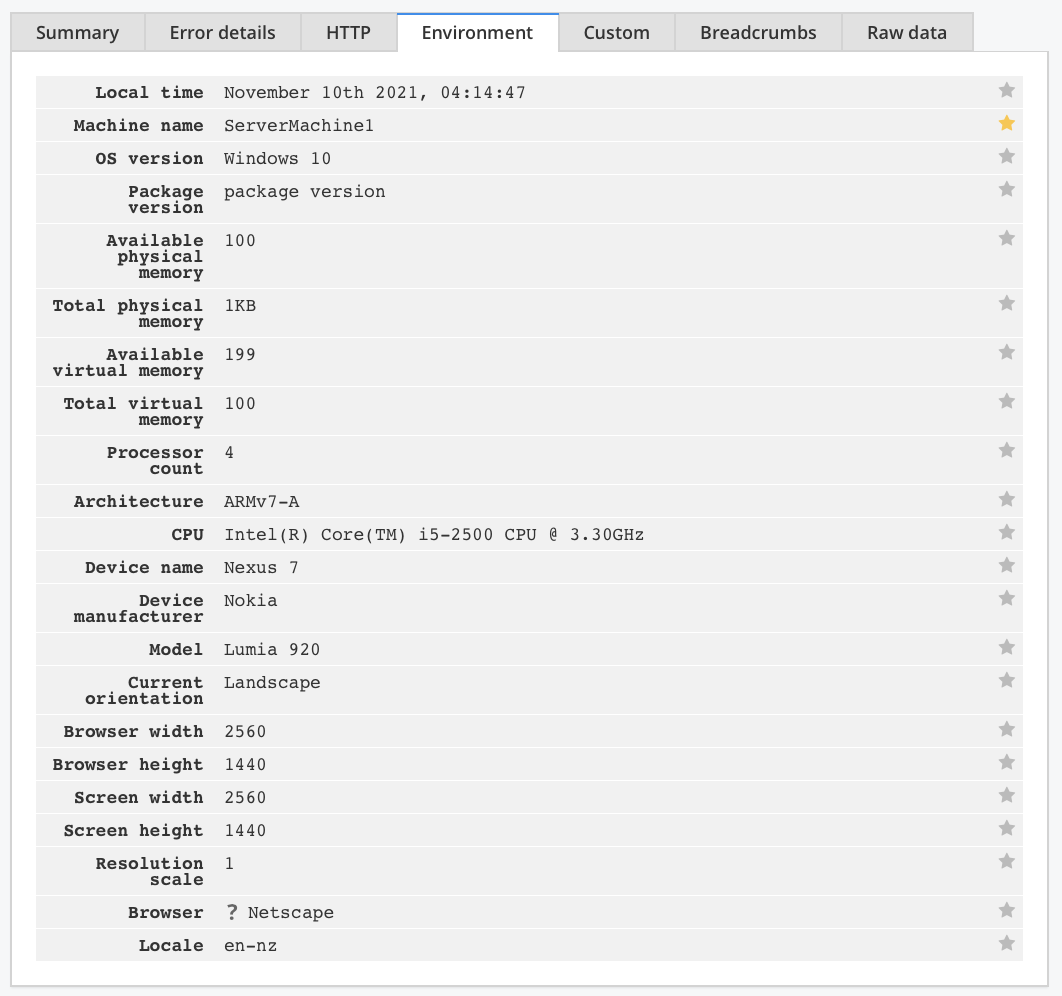 Summary Error details HTTP Environment Custom Breadcrumbs Raw data
Local time November 10th 2021, 04:14:47
Machine name ServerMachine1
OS version Windows 10
Package package version
version
Available 100
physical
memory
Total physical 1KB
memory
Available 199
virtual memory
Total virtual 100
memory
Processor 4
count
Architecture ARMv7-A
CPU Intel(R) Core(TM) i5-2500 CPU @ 3.30GHz
Device name Nexus 7
Device Nokia
manufacturer
Model Lumia 920
Current Landscape
orientation
Browser width 2560
Browser height 1440
Screen width 2560
Screen height 1440
Resolution 1
scale
Browser ? Netscape
Locale en-nz